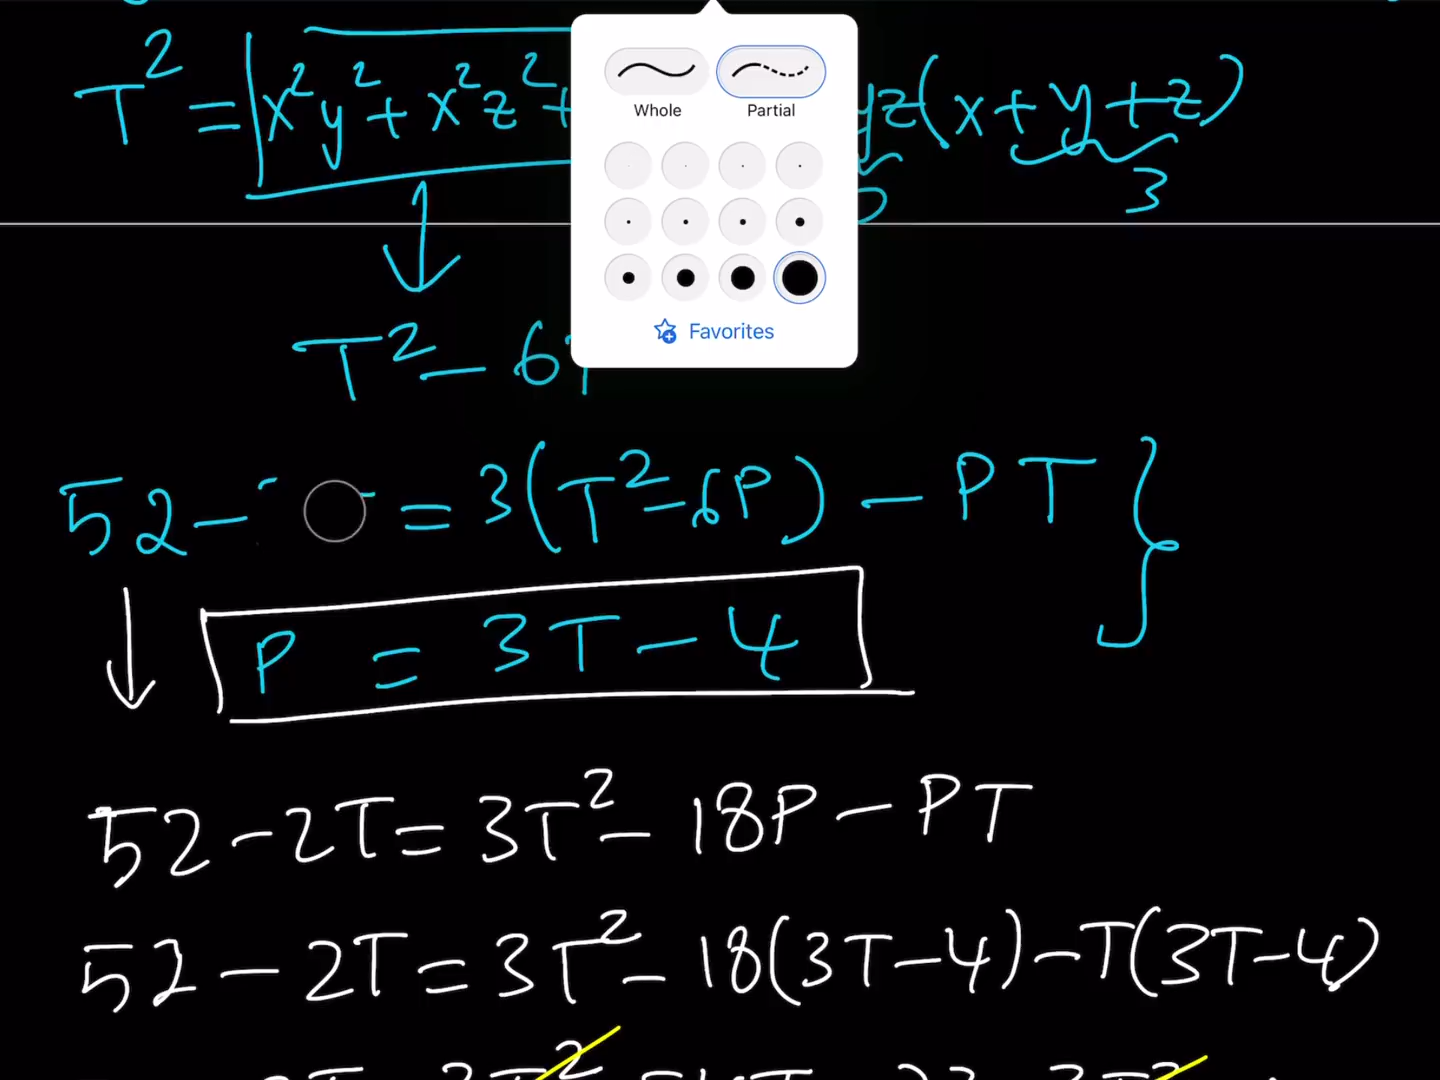 T² = x²y² + x²z² + yz(x + y + z)
3
Whole Partial
Favorites
T² - 6
52 - = 3(T² - 6P) - PT
P = 3T - 4
52 - 2T = 3T² - 18P - PT
52 - 2T = 3T² - 18(3T - 4) - T(3T - 4)